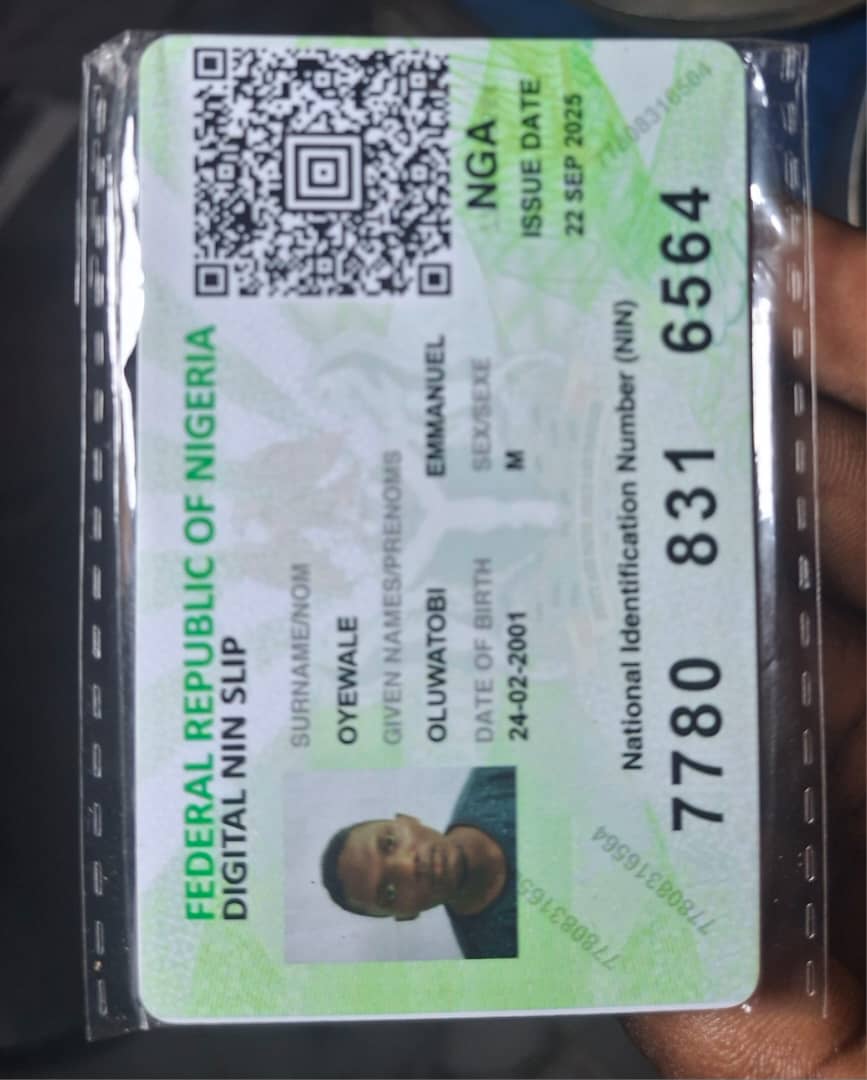 FEDERAL REPUBLIC OF NIGERIA
DIGITAL NIN SLIP
SURNAME/NOM
OYEWALE
GIVEN NAMES/PRENOMS
OLUWATOBI EMMANUEL
DATE OF BIRTH SEX/SEXE
24-02-2001 M
NGA
ISSUE DATE
22 SEP 2025
National Identification Number (NIN)
7780 831 6564
77808316564
77808316564